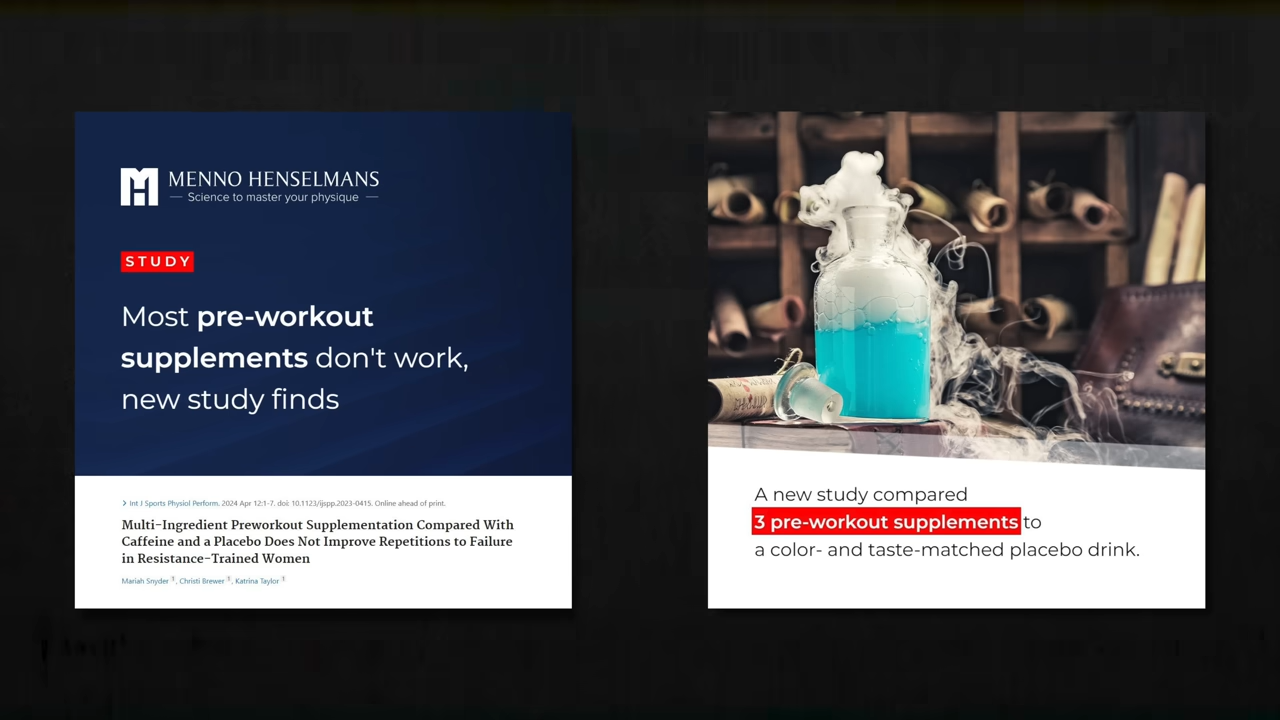 MENNO HENSELMANS
Science to master your physique
STUDY
Most pre-workout
supplements don't work,
new study finds
Int J Sports Physiol Perform. 2024 Apr 12:1-7. doi: 10.1123/ijspp.2023-0415. Online ahead of print.
Multi-Ingredient Preworkout Supplementation Compared With
Caffeine and a Placebo Does Not Improve Repetitions to Failure
in Resistance-Trained Women
Mariah Snyder 1, Christi Brewer 1, Katrina Taylor 1
A new study compared
3 pre-workout supplements to
a color- and taste-matched placebo drink.